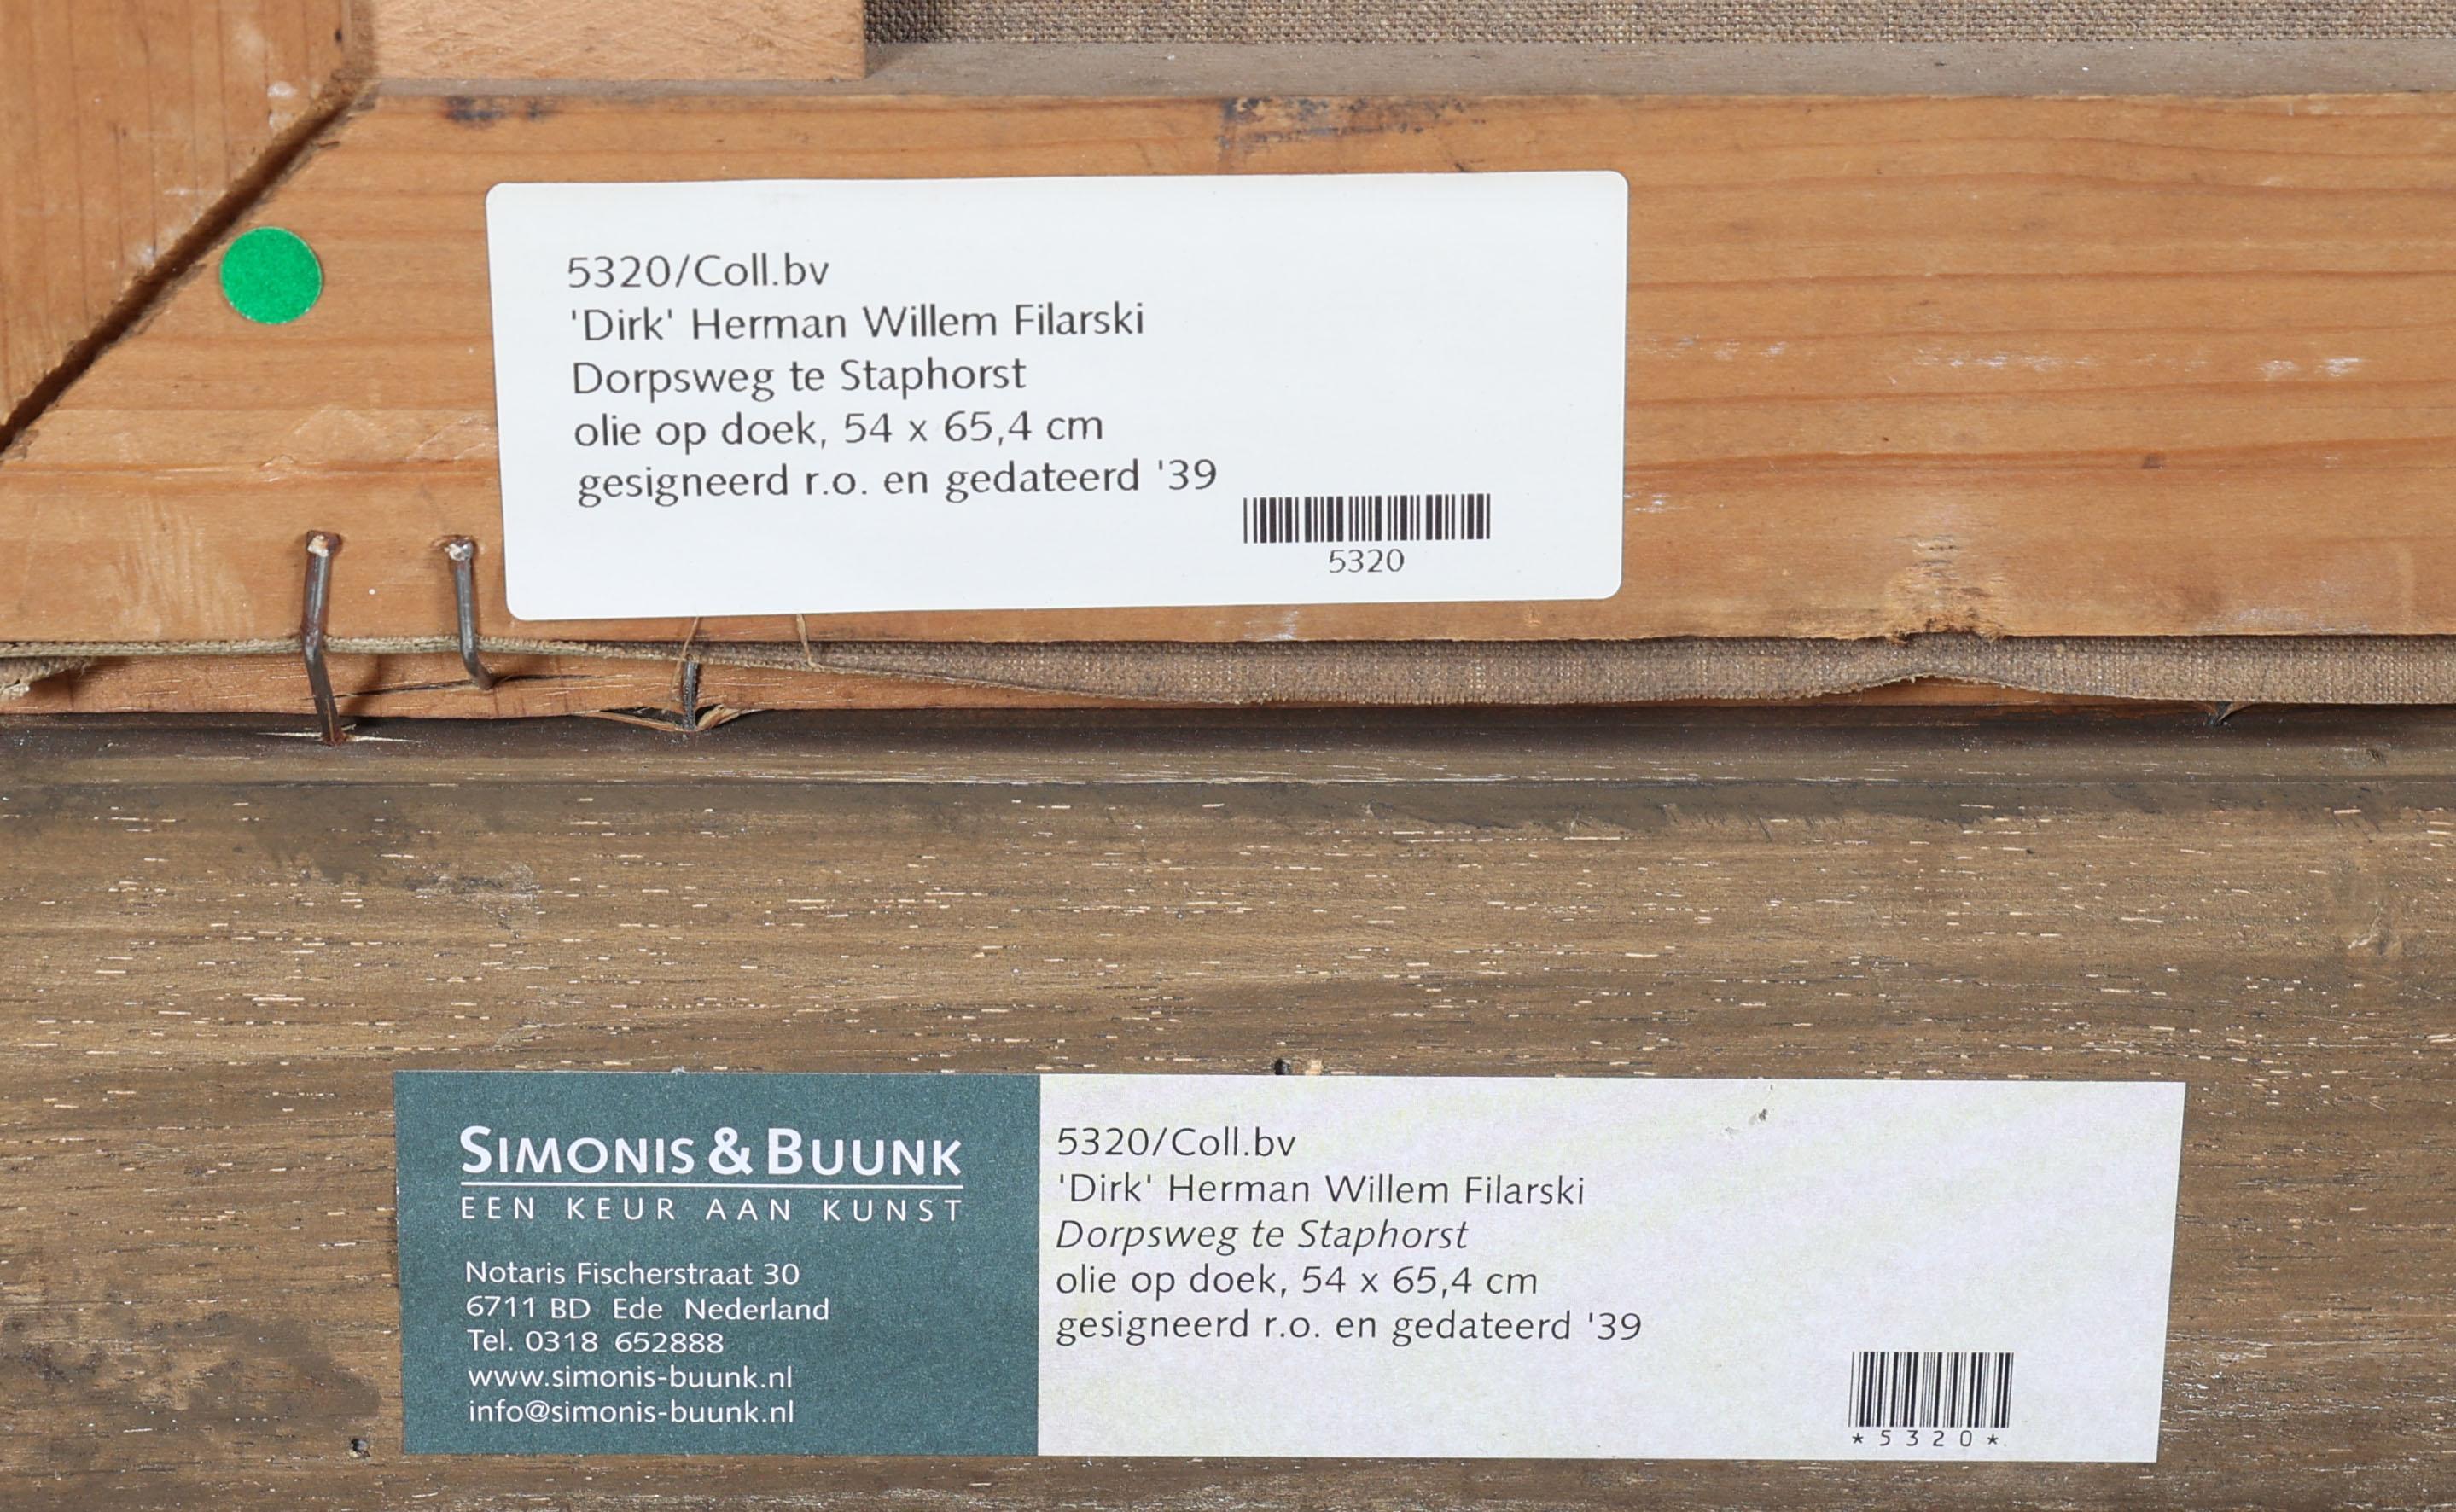 5320/Coll.bv
'Dirk' Herman Willem Filarski
Dorpsweg te Staphorst
olie op doek, 54 x 65,4 cm
gesigneerd r.o. en gedateerd '39
5320
SIMONIS & BUUNK
EEN KEUR AAN KUNST
Notaris Fischerstraat 30
6711 BD Ede Nederland
Tel. 0318 652888
www.simonis-buunk.nl
info@simonis-buunk.nl
5320/Coll.bv
'Dirk' Herman Willem Filarski
Dorpsweg te Staphorst
olie op doek, 54 x 65,4 cm
gesigneerd r.o. en gedateerd '39
*5320*